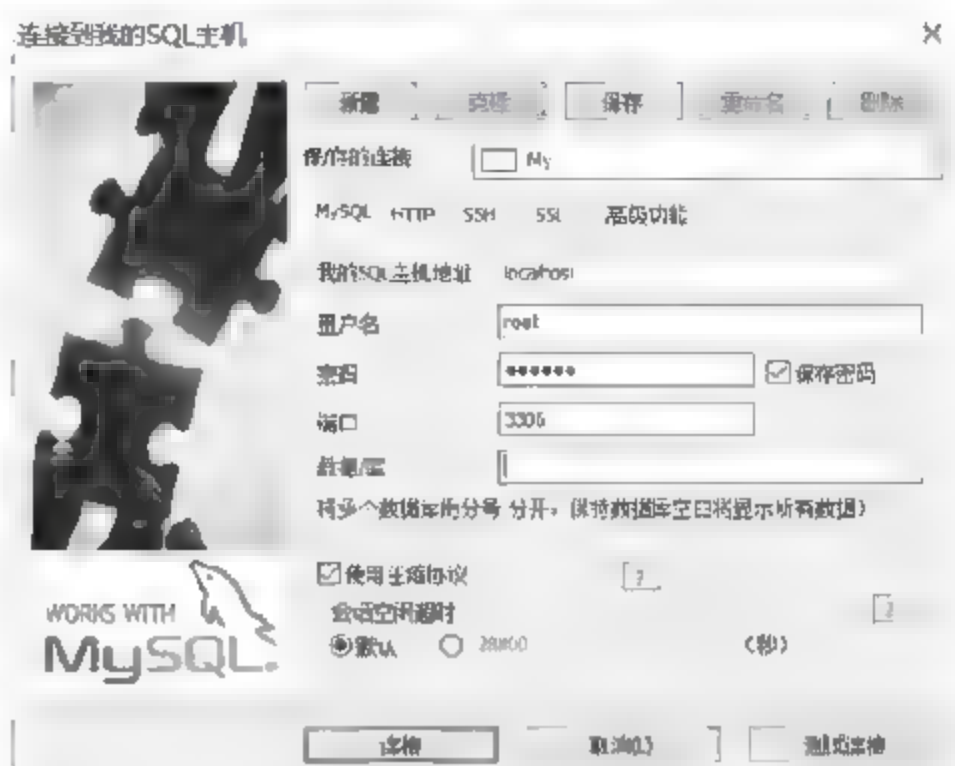 连接到我的SQL主机
新建 克隆 保存 重命名 删除
保存的连接 My
MySQL HTTP SSH SSL 高级功能
我的SQL主机地址 localhost
用户名 root
密码 ●●●●●● 保存密码
端口 3306
数据/库
将多个数据库用分号 分开，保持数据库空白将显示所有数据）
使用压缩协议 ?
会话空闲超时 ?
默认 28800 (秒)
WORKS WITH
MySQL.
连接 取消(L) 测试连接